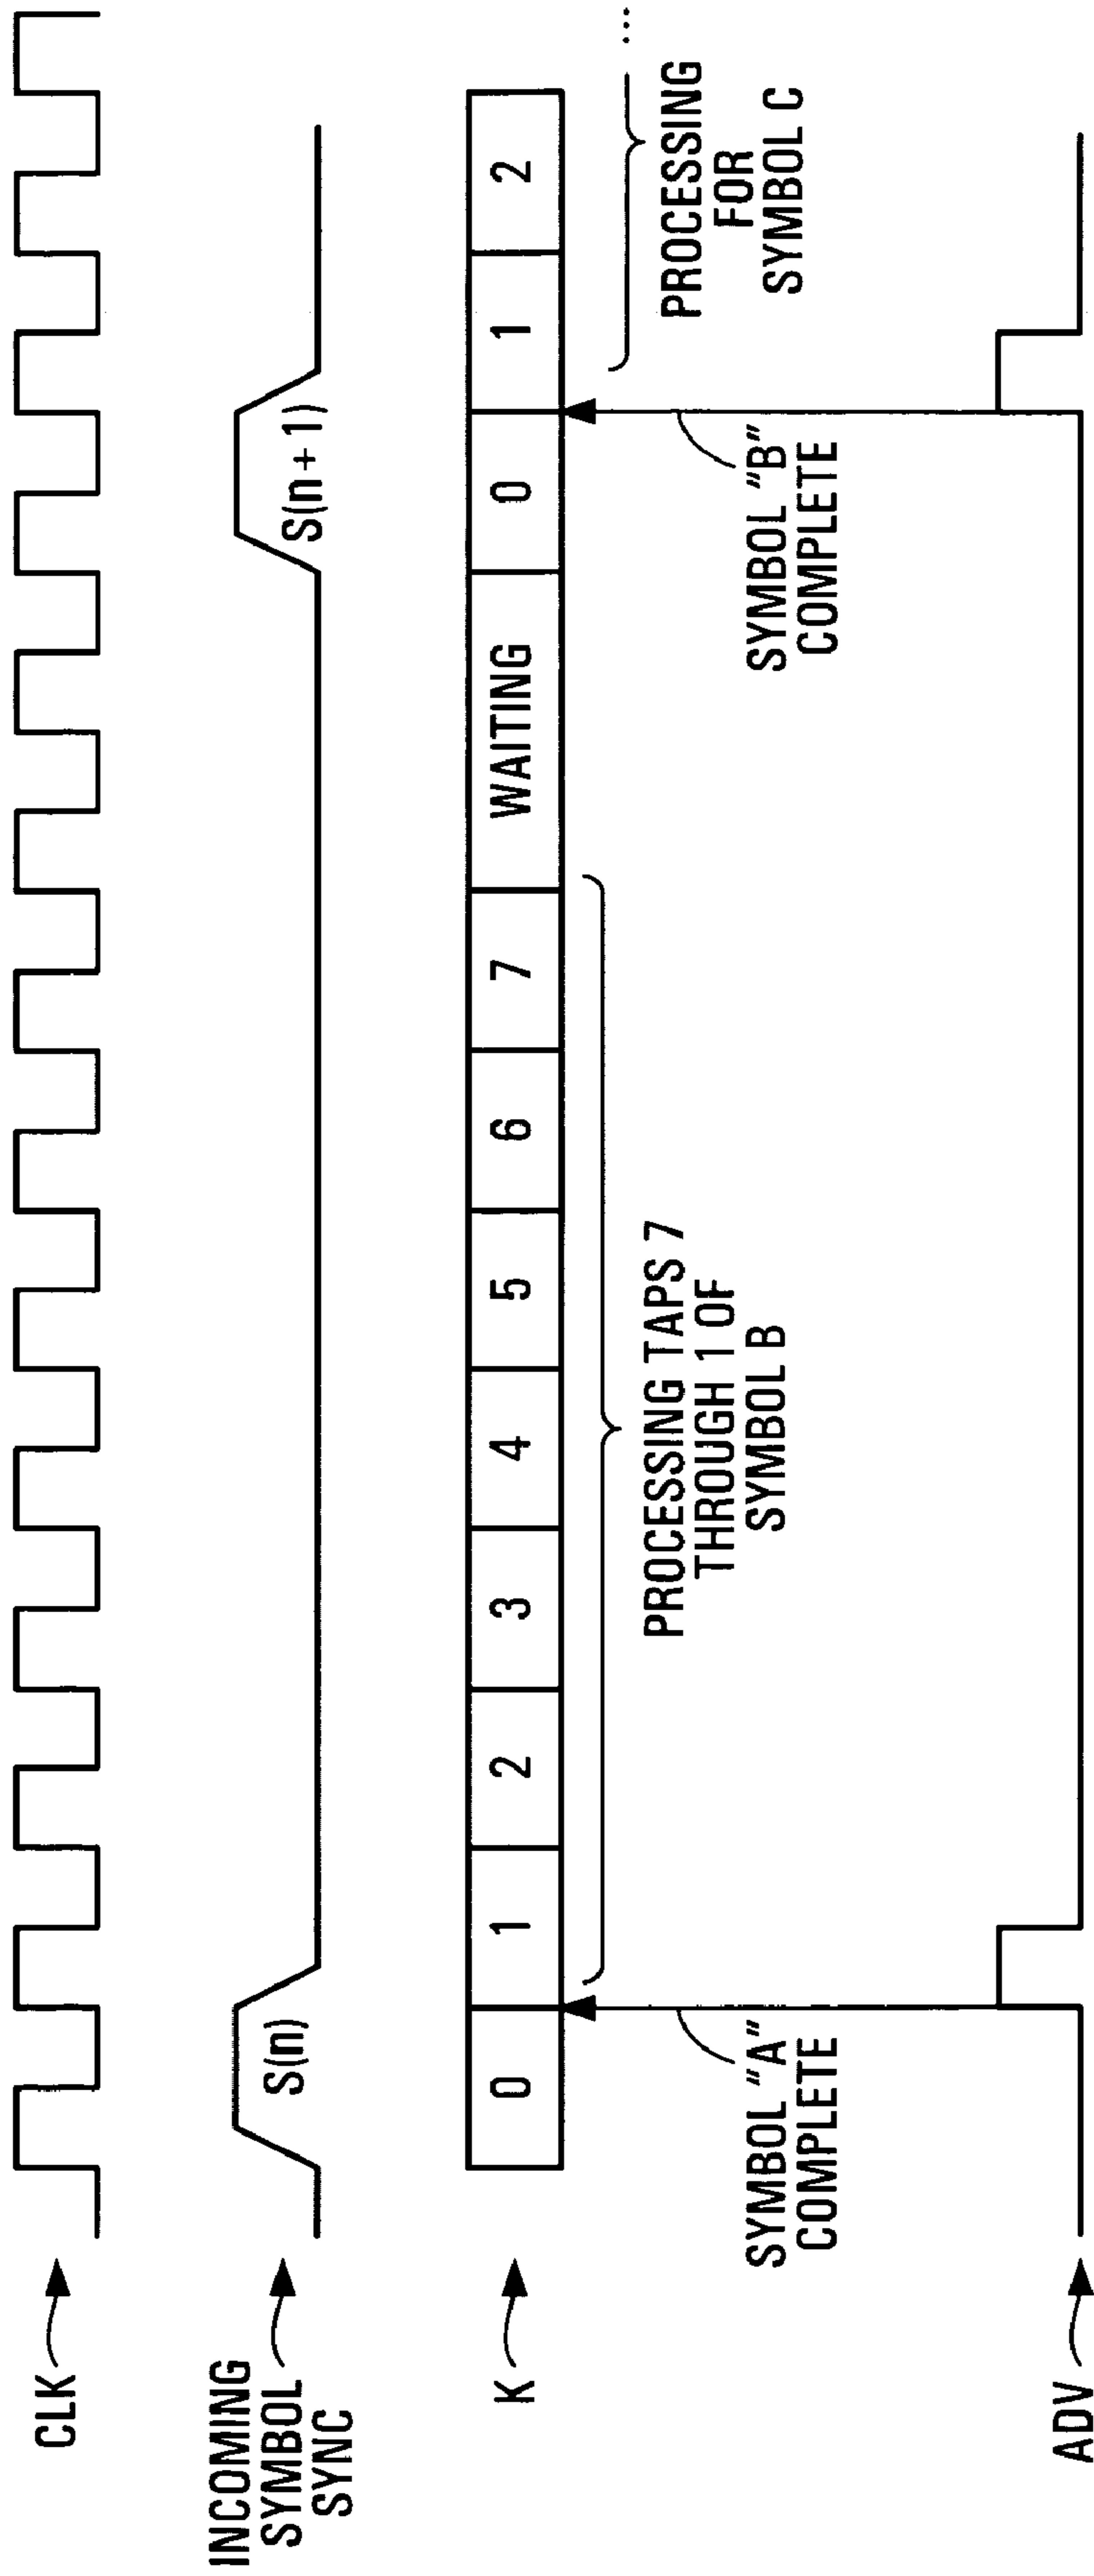 CLK
INCOMING
SYMBOL
SYNC
S(n)
S(n + 1)
K
0
1
2
3
4
5
6
7
WAITING
0
1
2
PROCESSING TAPS 7
THROUGH 1 OF
SYMBOL B
PROCESSING
FOR
SYMBOL C
...
SYMBOL "A"
COMPLETE
SYMBOL "B"
COMPLETE
ADV